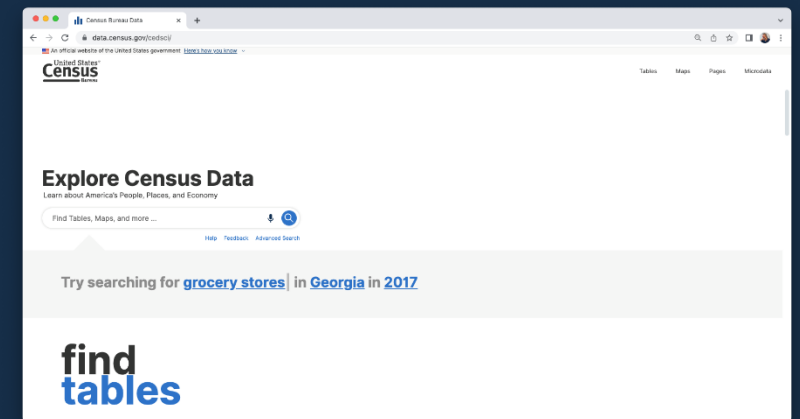 Census Bureau Data
data.census.gov/cedsci/
An official website of the United States government Here's how you know
United States®
Census
Bureau
Tables Maps Pages Microdata
Explore Census Data
Learn about America's People, Places, and Economy
Find Tables, Maps, and more ...
Help Feedback Advanced Search
Try searching for grocery stores in Georgia in 2017
find
tables